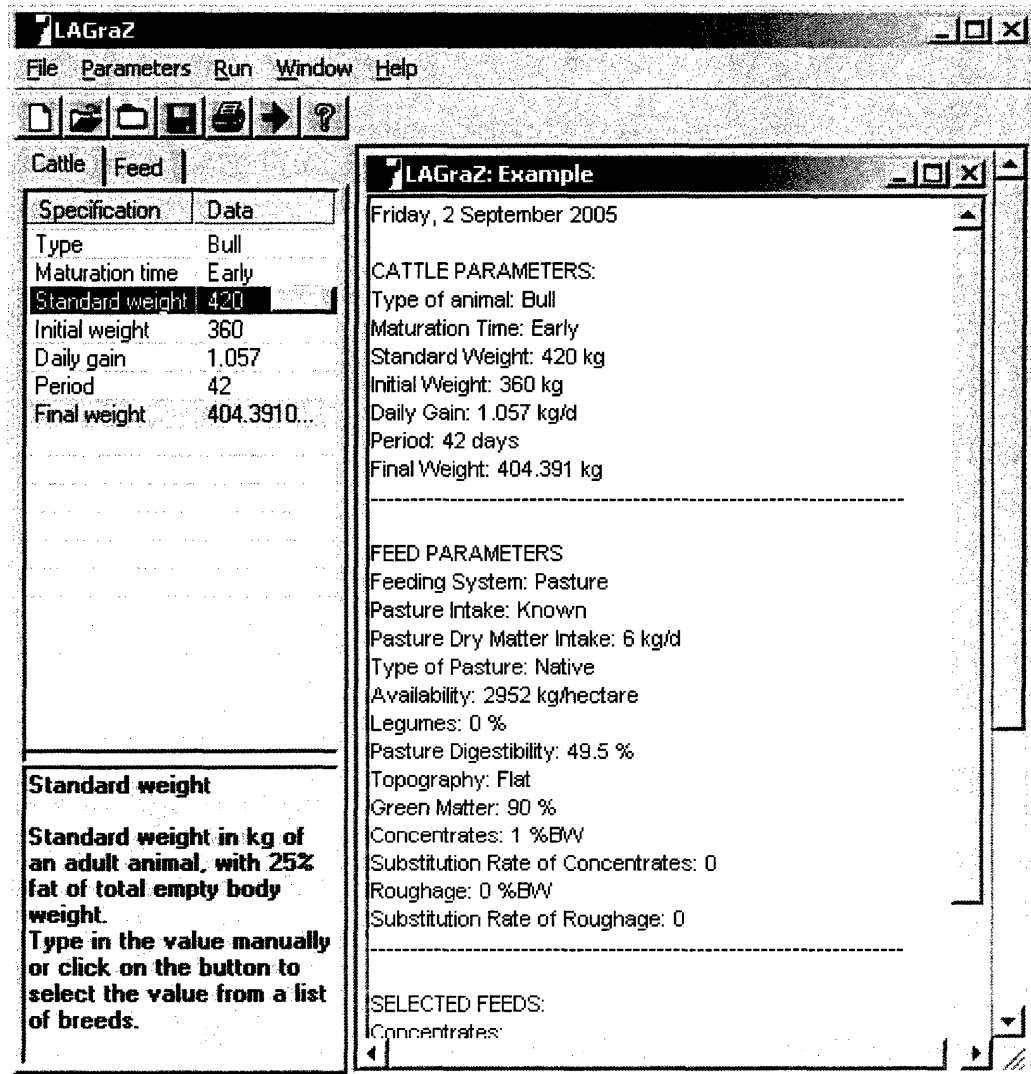 LAGraZ
File Parameters Run Window Help
Cattle Feed
Specification Data
Type Bull
Maturation time Early
Standard weight 420
Initial weight 360
Daily gain 1.057
Period 42
Final weight 404.3910...
Standard weight
Standard weight in kg of
an adult animal, with 25%
fat of total empty body
weight.
Type in the value manually
or click on the button to
select the value from a list
of breeds.
LAGraZ: Example
Friday, 2 September 2005
CATTLE PARAMETERS:
Type of animal: Bull
Maturation Time: Early
Standard Weight: 420 kg
Initial Weight: 360 kg
Daily Gain: 1.057 kg/d
Period: 42 days
Final Weight: 404.391 kg
--------------------------------------------------------------------
FEED PARAMETERS
Feeding System: Pasture
Pasture Intake: Known
Pasture Dry Matter Intake: 6 kg/d
Type of Pasture: Native
Availability: 2952 kg/hectare
Legumes: 0 %
Pasture Digestibility: 49.5 %
Topography: Flat
Green Matter: 90 %
Concentrates: 1 %BW
Substitution Rate of Concentrates: 0
Roughage: 0 %BW
Substitution Rate of Roughage: 0
--------------------------------------------------------------------
SELECTED FEEDS:
Concentrates: